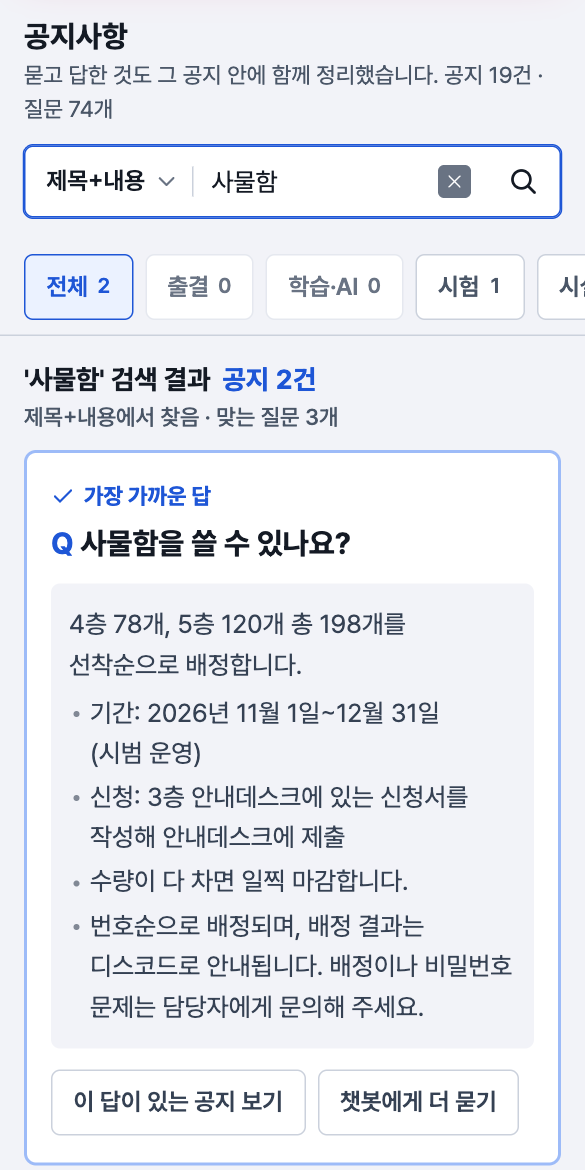 공지사항
묻고 답한 것도 그 공지 안에 함께 정리했습니다. 공지 19건 ·
질문 74개
제목+내용 사물함
전체 2 출결 0 학습·AI 0 시험 1
'사물함' 검색 결과 공지 2건
제목+내용에서 찾음 · 맞는 질문 3개
가장 가까운 답
Q 사물함을 쓸 수 있나요?
4층 78개, 5층 120개 총 198개를
선착순으로 배정합니다.
• 기간: 2026년 11월 1일~12월 31일
(시범 운영)
• 신청: 3층 안내데스크에 있는 신청서를
작성해 안내데스크에 제출
• 수량이 다 차면 일찍 마감합니다.
• 번호순으로 배정되며, 배정 결과는
디스코드로 안내됩니다. 배정이나 비밀번호
문제는 담당자에게 문의해 주세요.
이 답이 있는 공지 보기 챗봇에게 더 묻기